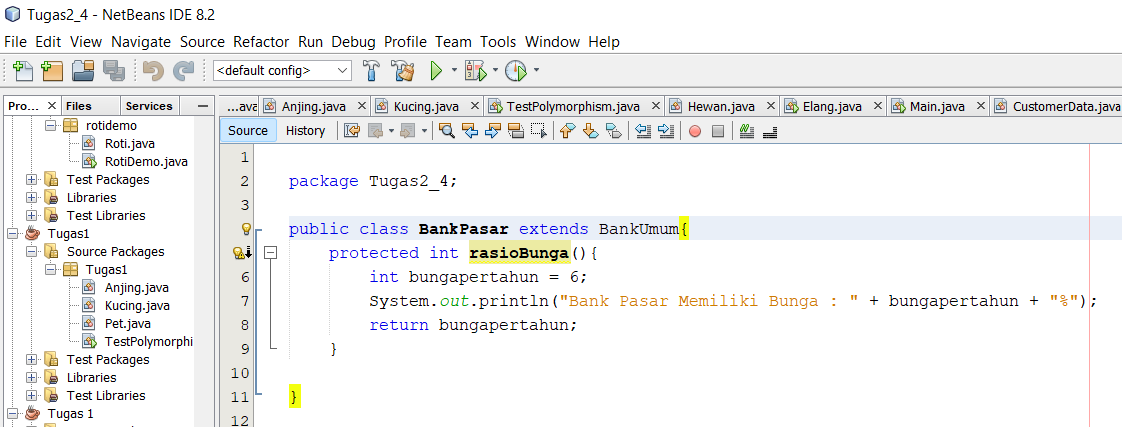 Tugas2_4 - NetBeans IDE 8.2
File Edit View Navigate Source Refactor Run Debug Profile Team Tools Window Help
<default config>
Pro... Files Services
...ava Anjing.java Kucing.java TestPolymorphism.java Hewan.java Elang.java Main.java CustomerData.java
Source History
rotidemo
Roti.java
RotiDemo.java
Test Packages
Libraries
Test Libraries
Tugas1
Source Packages
Tugas1
Anjing.java
Kucing.java
Pet.java
TestPolymorphi
Test Packages
Libraries
Test Libraries
Tugas 1
1
2 package Tugas2_4;
3
public class BankPasar extends BankUmum{
protected int rasioBunga(){
6 int bungapertahun = 6;
7 System.out.println("Bank Pasar Memiliki Bunga : " + bungapertahun + "%");
8 return bungapertahun;
9 }
10
11 }
12